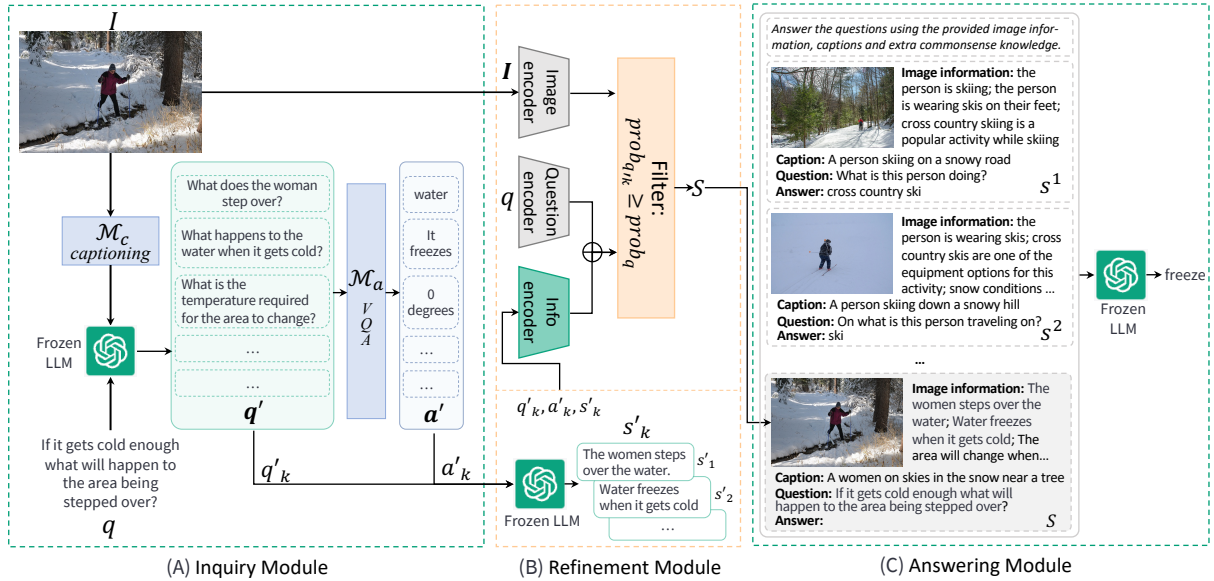 I
M_c
captioning
Frozen
LLM
If it gets cold enough
what will happen to
the area being
stepped over?
q
What does the woman
step over?
What happens to the
water when it gets cold?
What is the
temperature required
for the area to change?
...
...
q'
M_a
V
Q
A
water
It
freezes
0
degrees
...
...
a'
q'_k
a'_k
(A) Inquiry Module
I
Image
encoder
q
Question
encoder
Info
encoder
Filter:
prob_{q'k} ≥ prob_q
S
q'_k, a'_k, s'_k
s'_k
Frozen LLM
The women steps
over the water.
s'_1
Water freezes
when it gets cold
s'_2
...
(B) Refinement Module
Answer the questions using the provided image infor-
mation, captions and extra commonsense knowledge.
Image information: the
person is skiing; the person
is wearing skis on their feet;
cross country skiing is a
popular activity while skiing
Caption: A person skiing on a snowy road
Question: What is this person doing?
Answer: cross country ski
s^1
Image information: the
person is wearing skis; cross
country skis are one of the
equipment options for this
activity; snow conditions ...
Caption: A person skiing down a snowy hill
Question: On what is this person traveling on?
Answer: ski
s^2
...
Image information: The
women steps over the
water; Water freezes
when it gets cold; The
area will change when...
Caption: A women on skies in the snow near a tree
Question: If it gets cold enough what will
happen to the area being stepped over?
Answer:
S
Frozen
LLM
freeze
(C) Answering Module